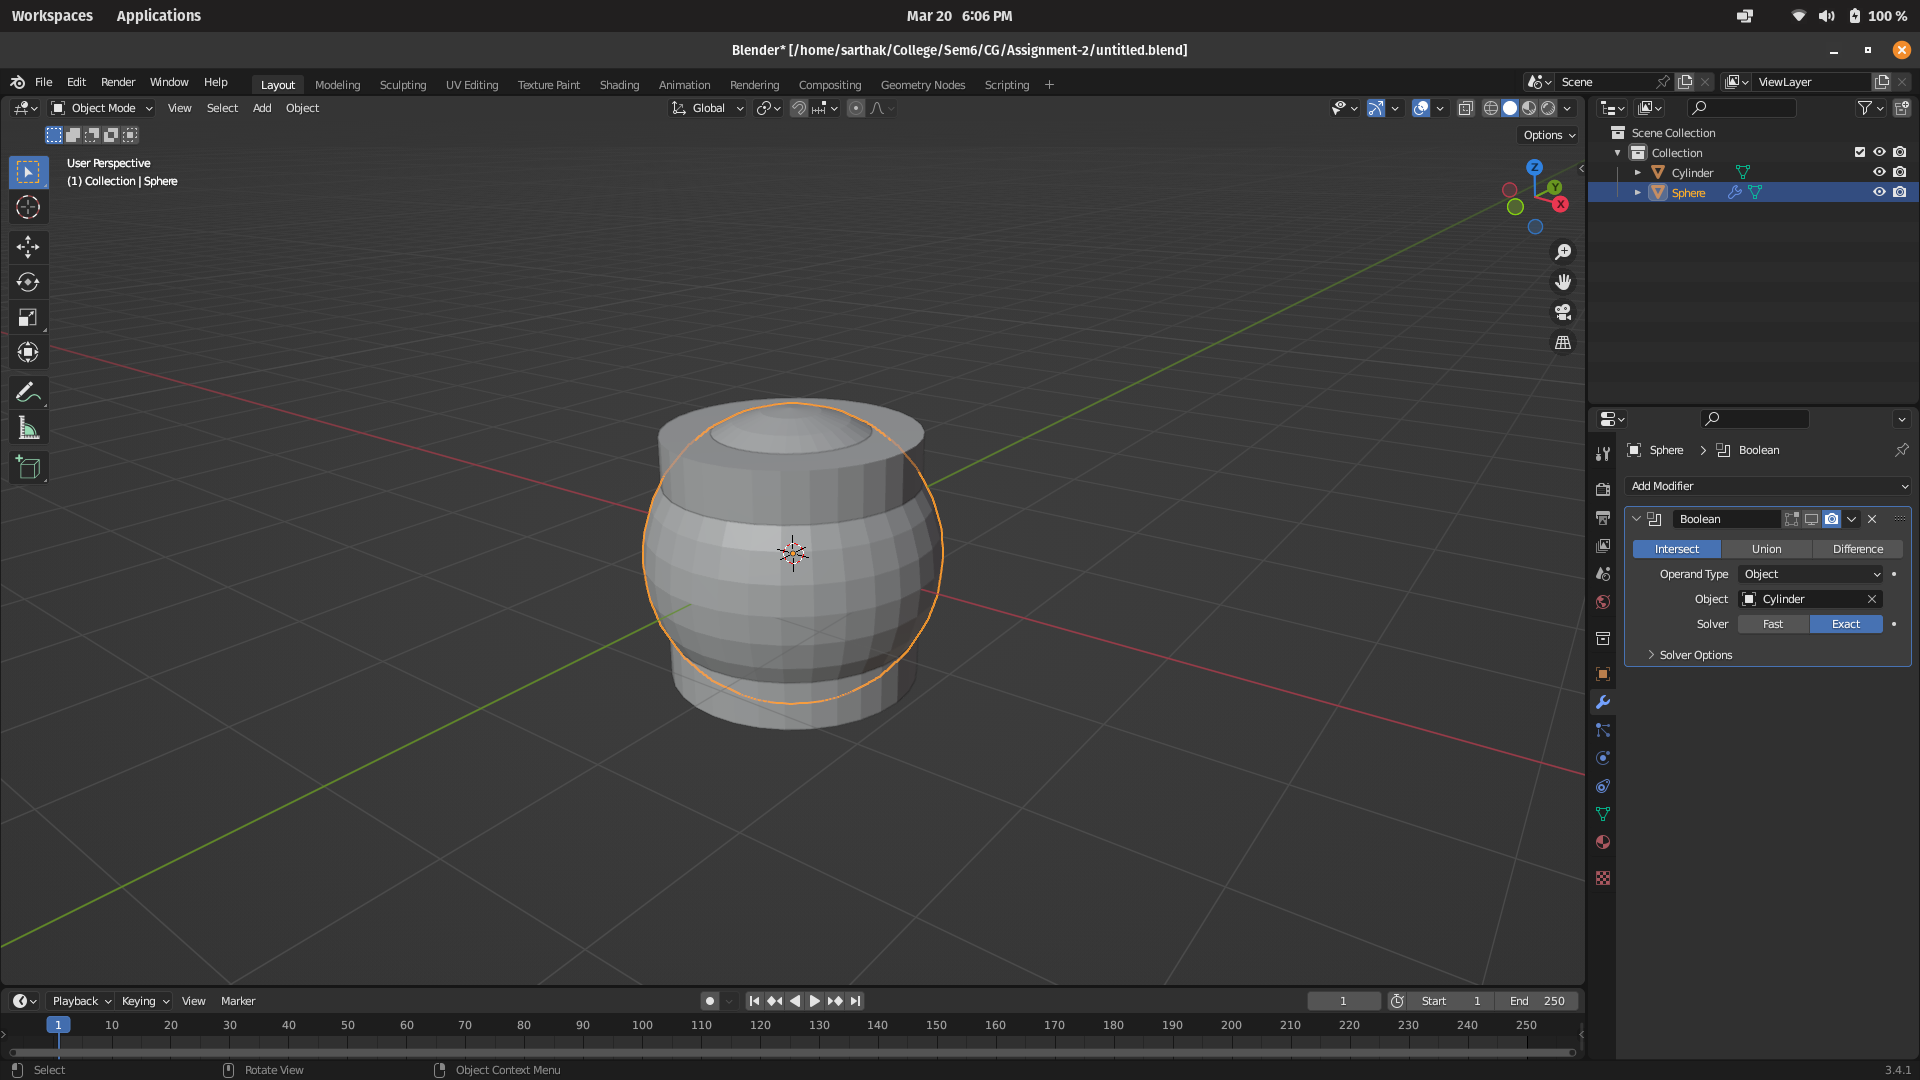 Workspaces Applications Mar 20 6:06 PM 100 %
Blender* [/home/sarthak/College/Sem6/CG/Assignment-2/untitled.blend]
File Edit Render Window Help Layout Modeling Sculpting UV Editing Texture Paint Shading Animation Rendering Compositing Geometry Nodes Scripting + Scene ViewLayer
Object Mode View Select Add Object Global
Options
User Perspective
(1) Collection | Sphere
Z
Y
X
Scene Collection
Collection
Cylinder
Sphere
Sphere > Boolean
Add Modifier
Boolean
Intersect Union Difference
Operand Type Object
Object Cylinder
Solver Fast Exact
Solver Options
Playback Keying View Marker 1 Start 1 End 250
1 10 20 30 40 50 60 70 80 90 100 110 120 130 140 150 160 170 180 190 200 210 220 230 240 250
Select Rotate View Object Context Menu 3.4.1